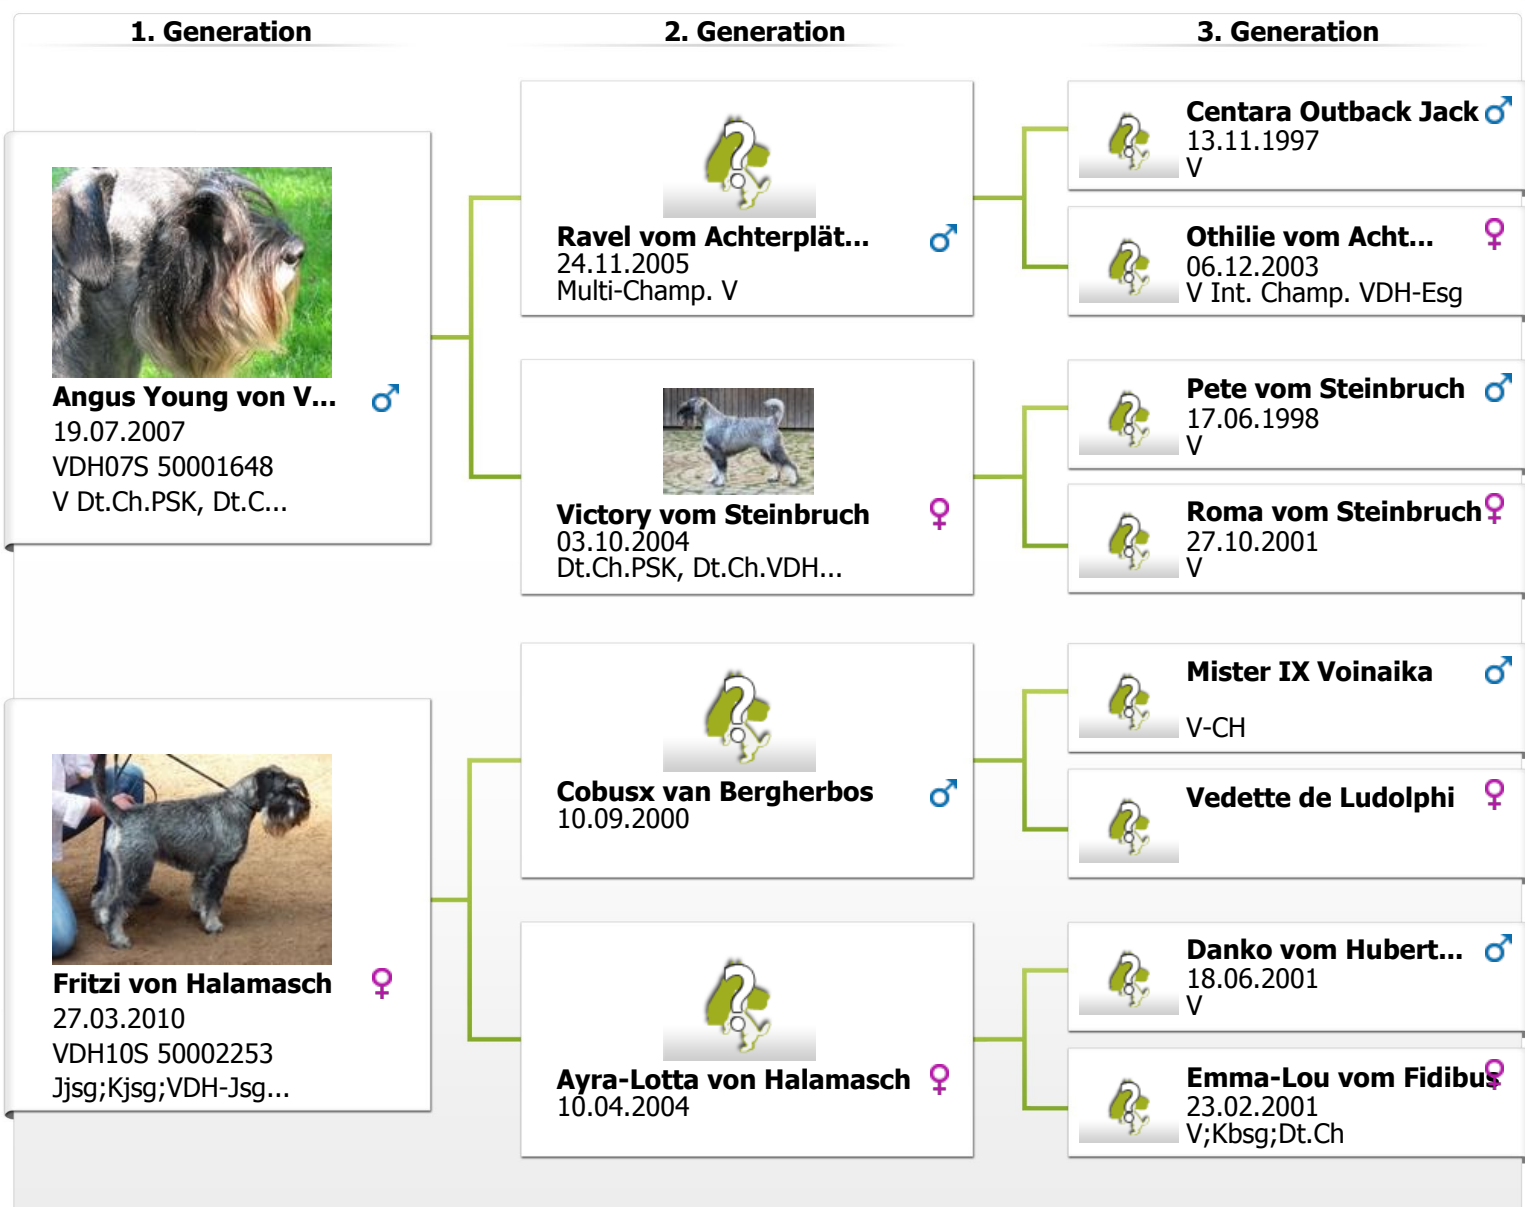 1. Generation
2. Generation
3. Generation
Angus Young von V...
19.07.2007
VDH07S 50001648
V Dt.Ch.PSK, Dt.C...
Fritzi von Halamasch
27.03.2010
VDH10S 50002253
Jjsg;Kjsg;VDH-Jsg...
Ravel vom Achterplät...
24.11.2005
Multi-Champ. V
Victory vom Steinbruch
03.10.2004
Dt.Ch.PSK, Dt.Ch.VDH...
Cobusx van Bergherbos
10.09.2000
Ayra-Lotta von Halamasch
10.04.2004
Centara Outback Jack
13.11.1997
V
Othilie vom Acht...
06.12.2003
V Int. Champ. VDH-Esg
Pete vom Steinbruch
17.06.1998
V
Roma vom Steinbruch
27.10.2001
V
Mister IX Voinaika
V-CH
Vedette de Ludolphi
Danko vom Hubert...
18.06.2001
V
Emma-Lou vom Fidibus
23.02.2001
V;Kbsg;Dt.Ch